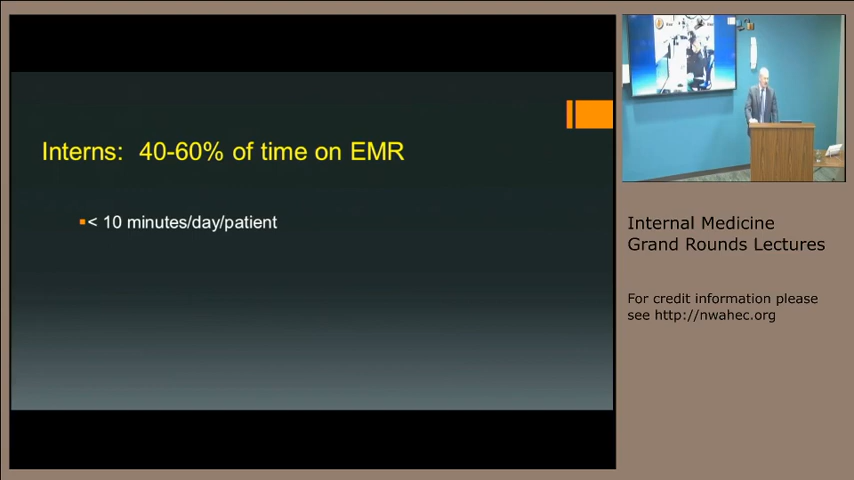 Interns: 40-60% of time on EMR
< 10 minutes/day/patient
Internal Medicine
Grand Rounds Lectures
For credit information please
see http://nwahec.org